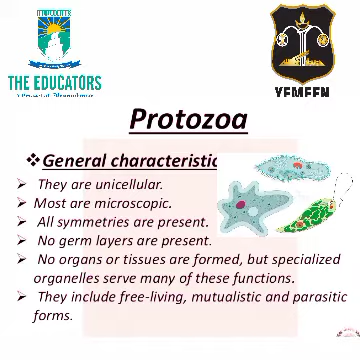 THE EDUCATORS
YEMEEN
Protozoa
❖General characteristic
➢ They are unicellular.
➢ Most are microscopic.
➢ All symmetries are present.
➢ No germ layers are present.
➢ No organs or tissues are formed, but specialized
organelles serve many of these functions.
➢ They include free-living, mutualistic and parasitic
forms.